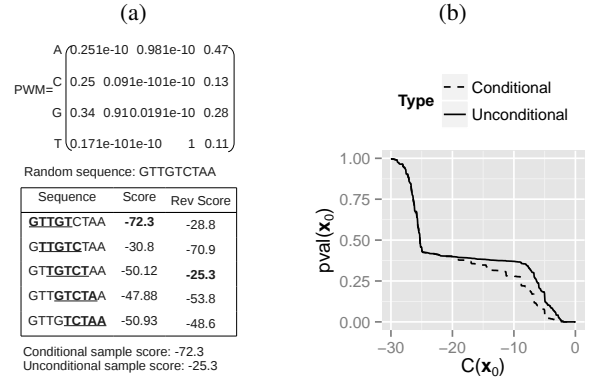 (a)
A 0.251e-10 0.981e-10 0.47
C 0.25 0.091e-101e-10 0.13
PWM=
G 0.34 0.910.0191e-10 0.28
T 0.171e-101e-10 1 0.11
Random sequence: GTTGTCTAA
Sequence Score Rev Score
GTTGTCTAA -72.3 -28.8
GTTGTCTAA -30.8 -70.9
GTTGTCTAA -50.12 -25.3
GTTGTCTAA -47.88 -53.8
GTTGTCTAA -50.93 -48.6
Conditional sample score: -72.3
Unconditional sample score: -25.3
(b)
Type
Conditional
Unconditional
pval(x0)
1.00
0.75
0.50
0.25
0.00
−30 −20 −10 0
C(x0)